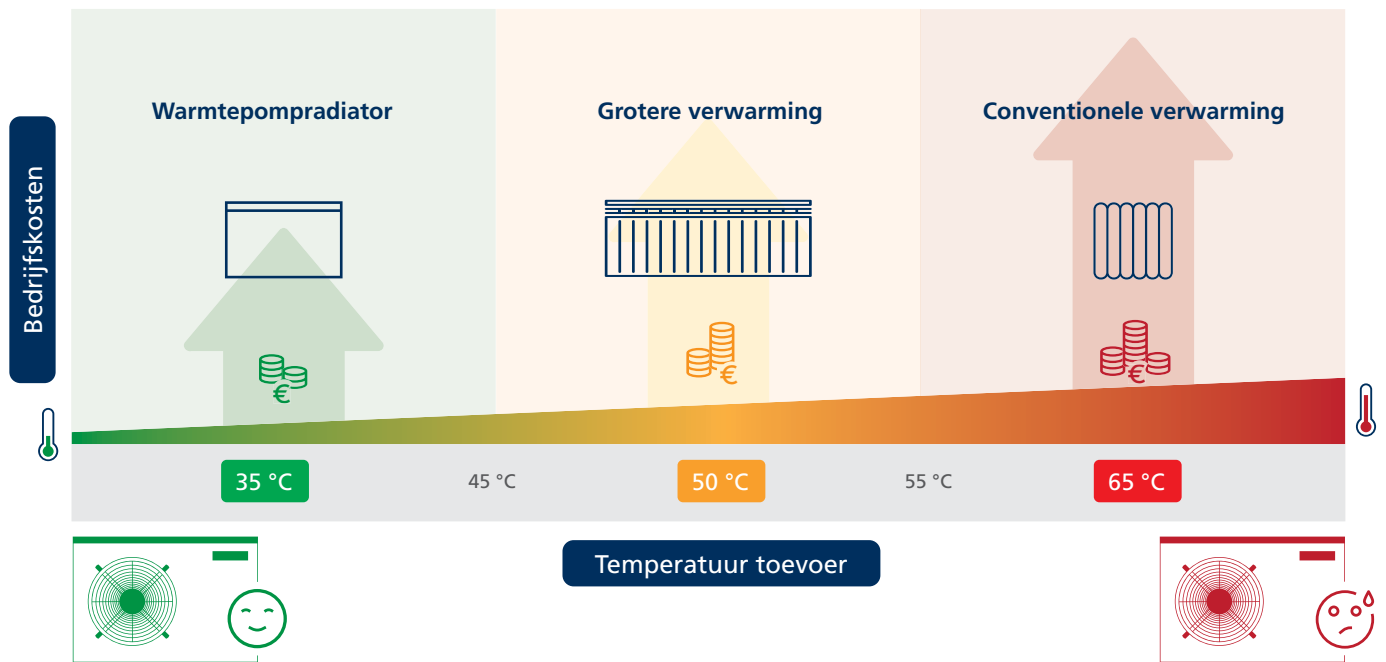 Warmtepompradiator
Grotere verwarming
Conventionele verwarming
Bedrijfskosten
€
€
€
35 °C
45 °C
50 °C
55 °C
65 °C
Temperatuur toevoer